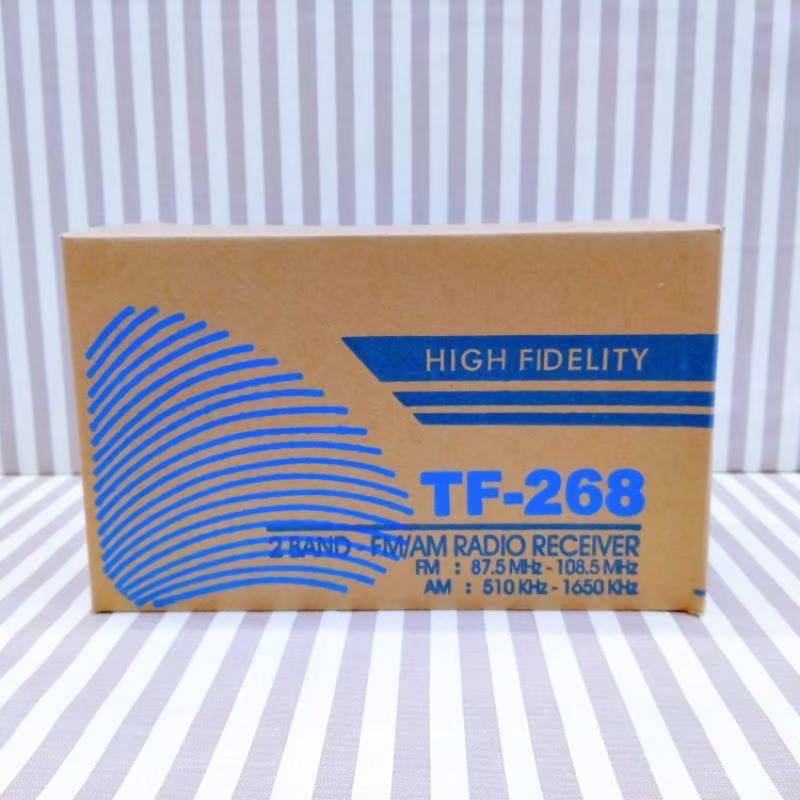 HIGH FIDELITY
TF-268
2 BAND - FM/AM RADIO RECEIVER
FM : 87.5 MHz - 108.5 MHz
AM : 510 KHz - 1650 KHz